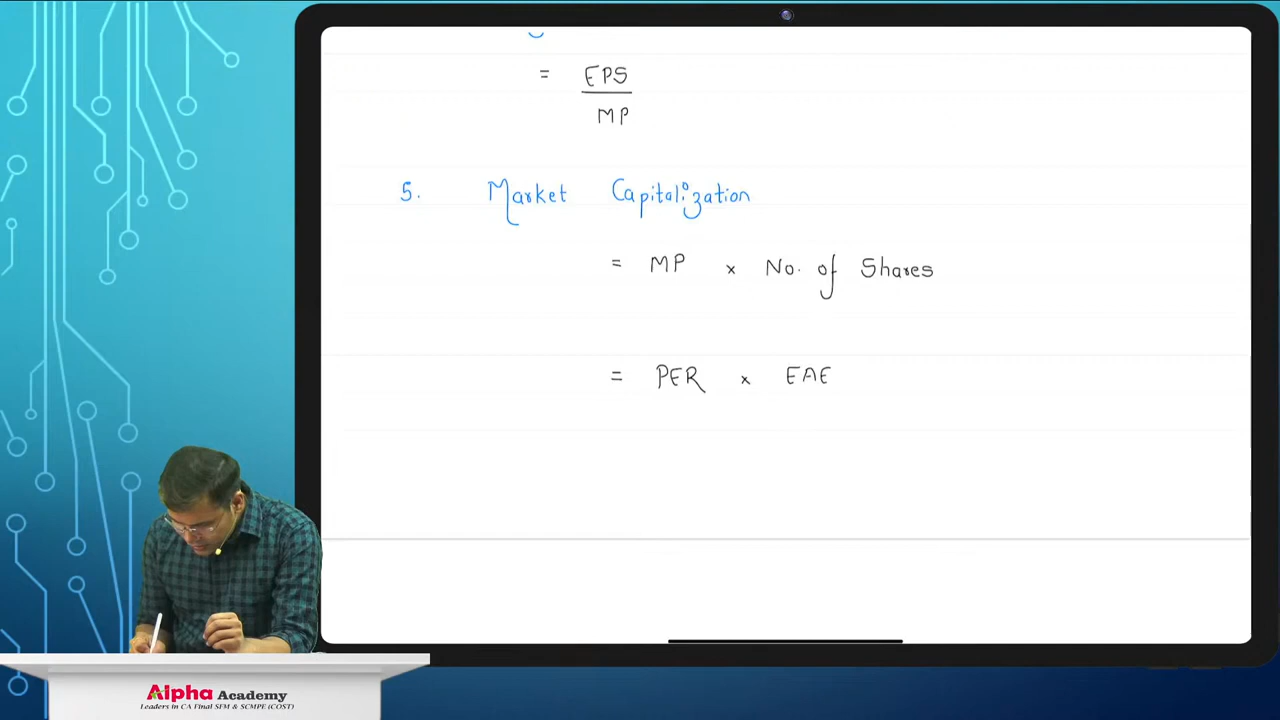 = EPS
MP
5. Market Capitalization
= MP × No. of Shares
= PER × EAE
Alpha Academy
Leaders in CA Final SFM & SCMPE (COST)